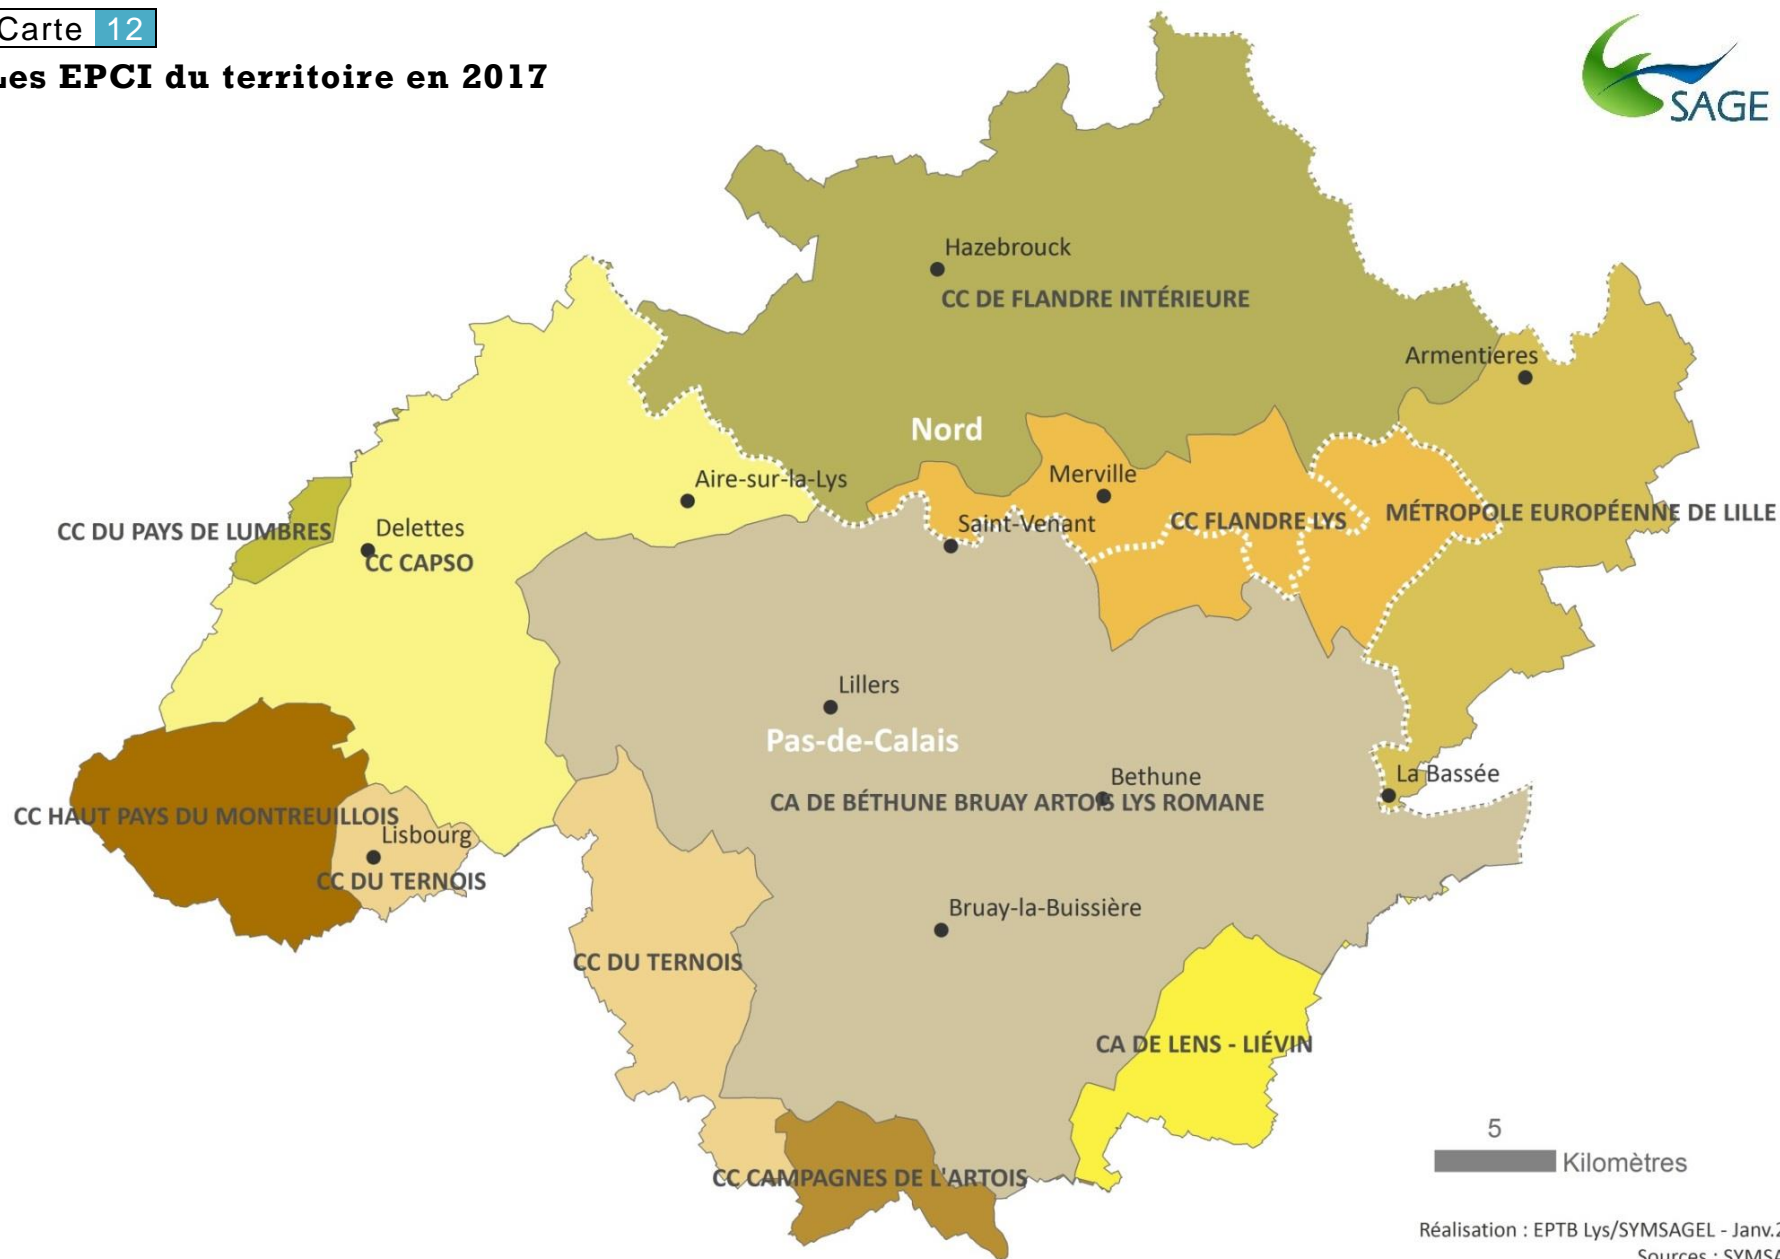 Carte 12
Les EPCI du territoire en 2017
SAGE
Hazebrouck
CC DE FLANDRE INTÉRIEURE
Armentieres
Nord
Merville
Aire-sur-la-Lys
CC DU PAYS DE LUMBRES
Delettes
CC CAPSO
Saint-Venant
CC FLANDRE LYS
MÉTROPOLE EUROPÉENNE DE LILLE
Lillers
Pas-de-Calais
Bethune
La Bassée
CA DE BÉTHUNE BRUAY ARTOIS LYS ROMANE
CC HAUT PAYS DU MONTREUILLOIS
Lisbourg
CC DU TERNOIS
Bruay-la-Buissière
CC DU TERNOIS
CA DE LENS - LIÉVIN
CC CAMPAGNES DE L'ARTOIS
5
Kilomètres
Réalisation : EPTB Lys/SYMSAGEL - Janv.
Sources :